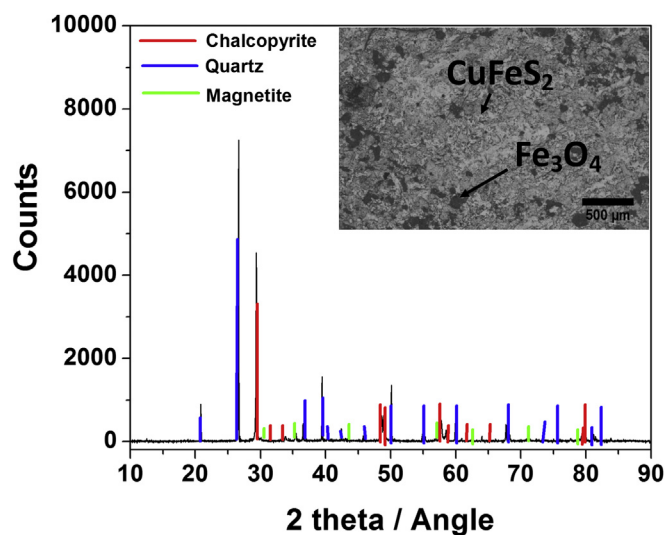 10000
8000
6000
4000
2000
0
Counts
Chalcopyrite
Quartz
Magnetite
CuFeS₂
Fe₃O₄
500 µm
10 20 30 40 50 60 70 80 90
2 theta / Angle